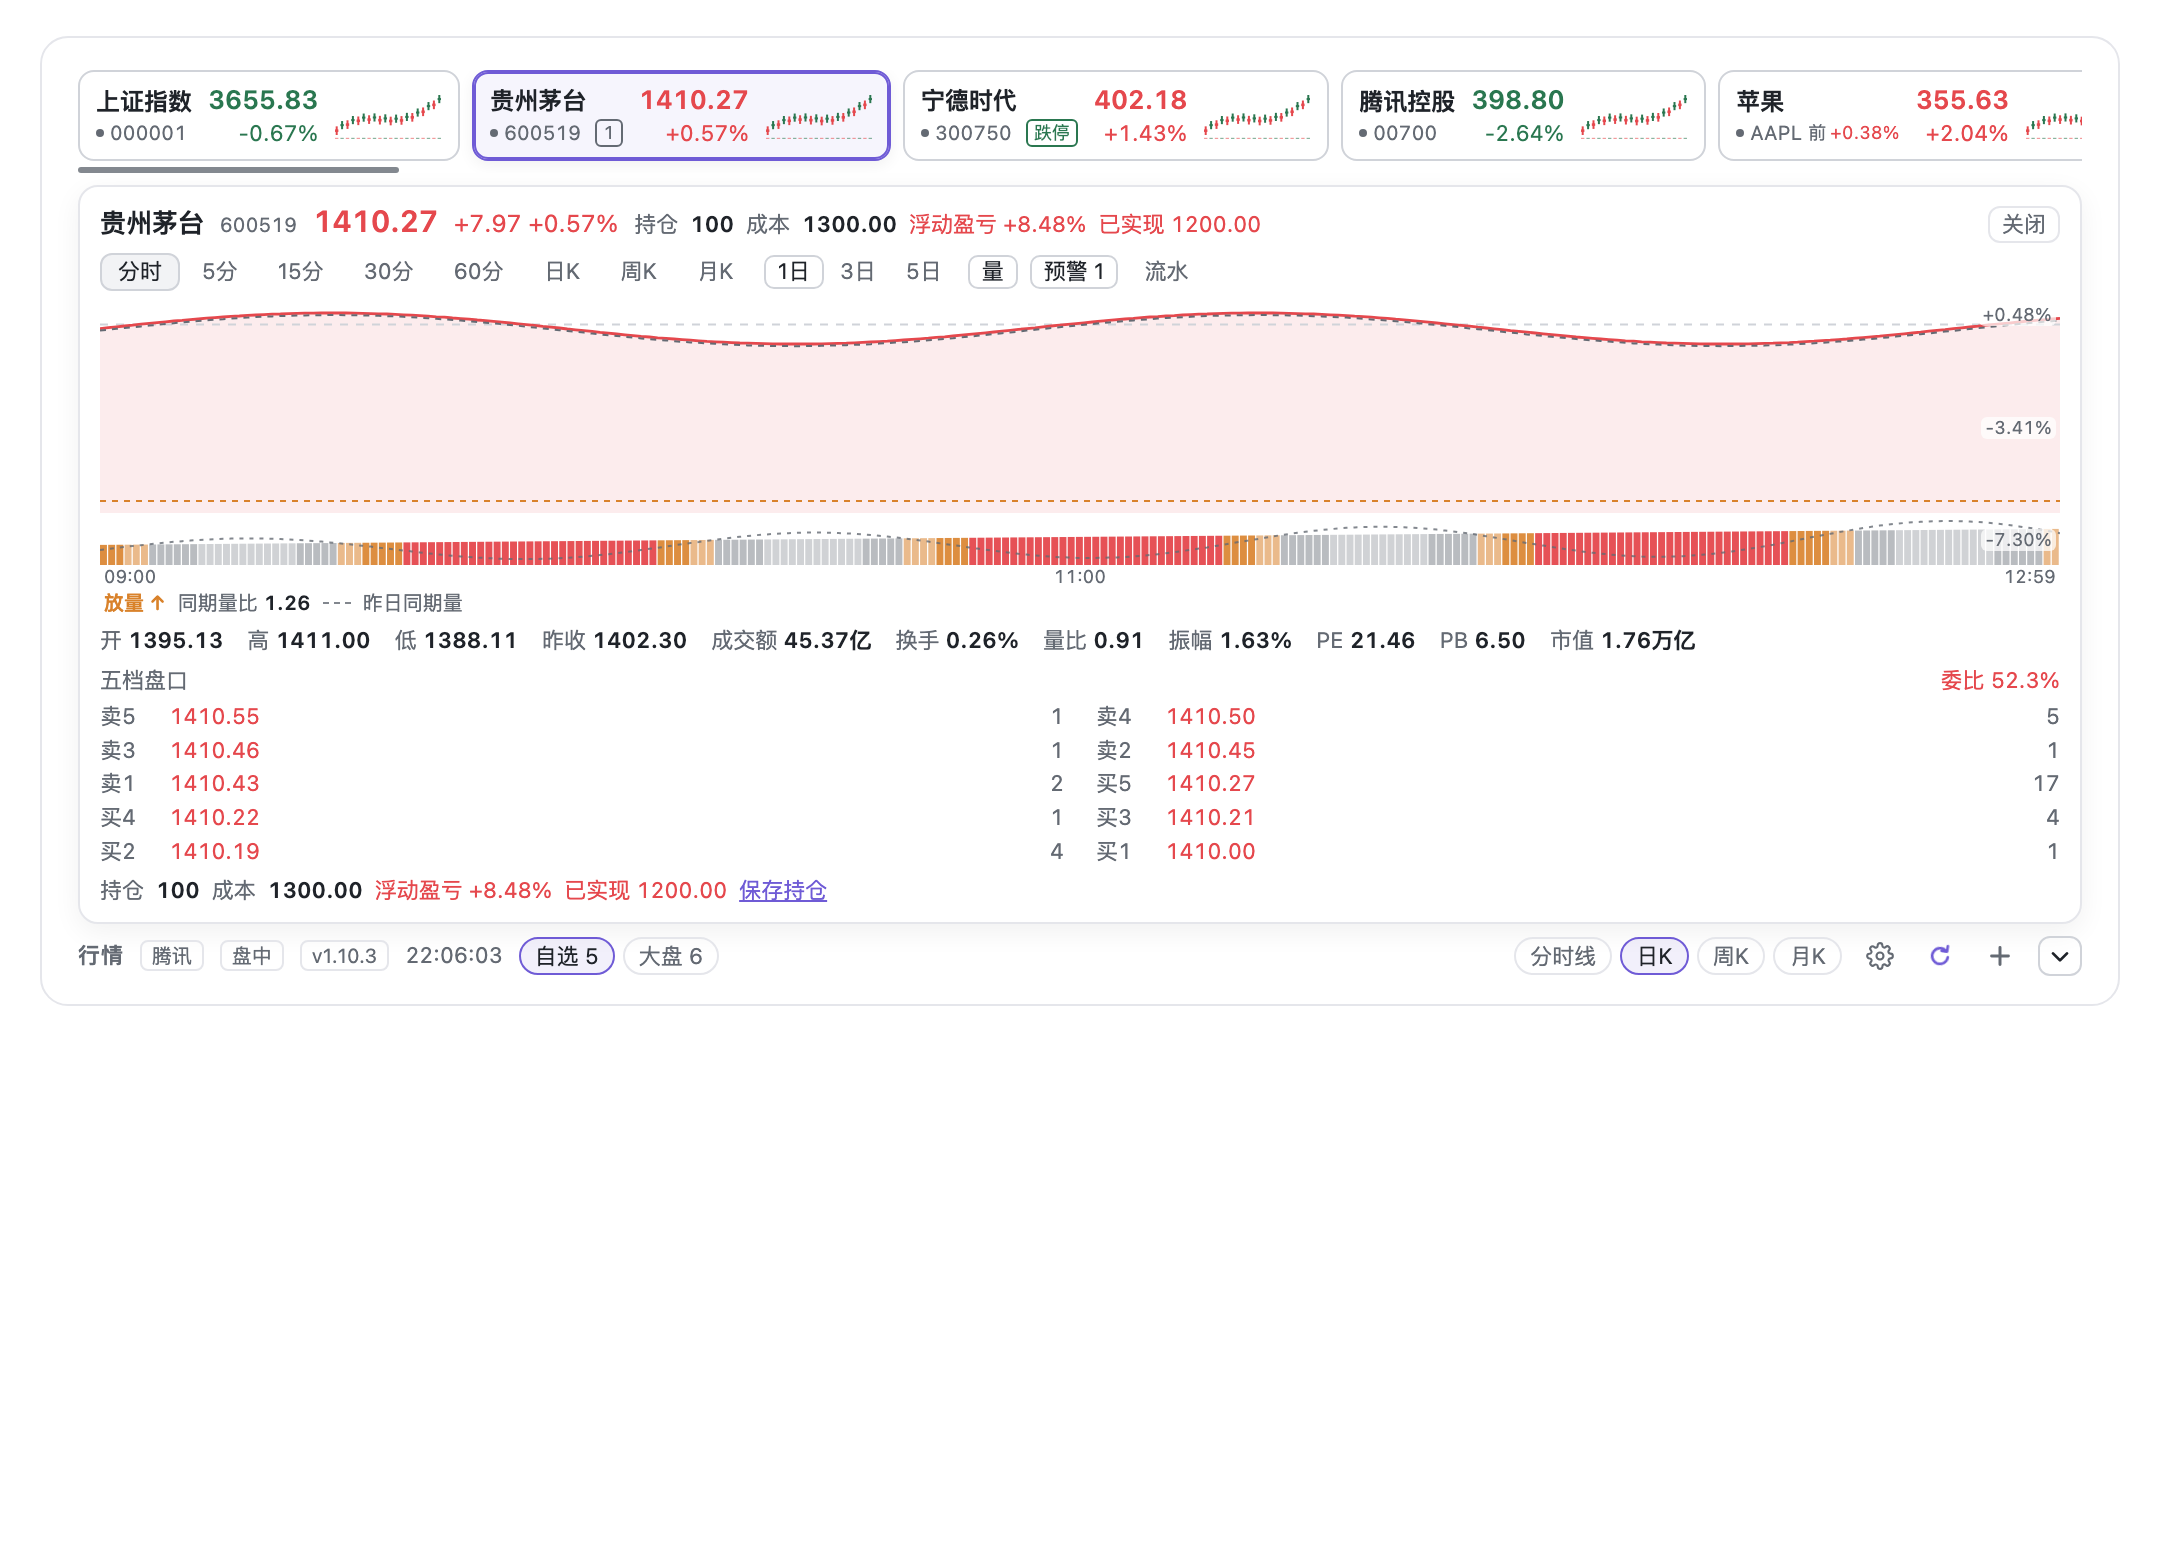 上证指数 3655.83
000001 -0.67%
贵州茅台 1410.27
600519 1 +0.57%
宁德时代 402.18
300750 跌停 +1.43%
腾讯控股 398.80
00700 -2.64%
苹果 355.63
AAPL 前 +0.38% +2.04%
贵州茅台 600519 1410.27 +7.97 +0.57% 持仓 100 成本 1300.00 浮动盈亏 +8.48% 已实现 1200.00 关闭
分时 5分 15分 30分 60分 日K 周K 月K 1日 3日 5日 量 预警 1 流水
+0.48%
-3.41%
-7.30%
09:00 11:00 12:59
放量 ↑ 同期量比 1.26 --- 昨日同期量
开 1395.13 高 1411.00 低 1388.11 昨收 1402.30 成交额 45.37亿 换手 0.26% 量比 0.91 振幅 1.63% PE 21.46 PB 6.50 市值 1.76万亿
五档盘口 委比 52.3%
卖5 1410.55 1 卖4 1410.50 5
卖3 1410.46 1 卖2 1410.45 1
卖1 1410.43 2 买5 1410.27 17
买4 1410.22 1 买3 1410.21 4
买2 1410.19 4 买1 1410.00 1
持仓 100 成本 1300.00 浮动盈亏 +8.48% 已实现 1200.00 保存持仓
行情 腾讯 盘中 v1.10.3 22:06:03 自选 5 大盘 6 分时线 日K 周K 月K